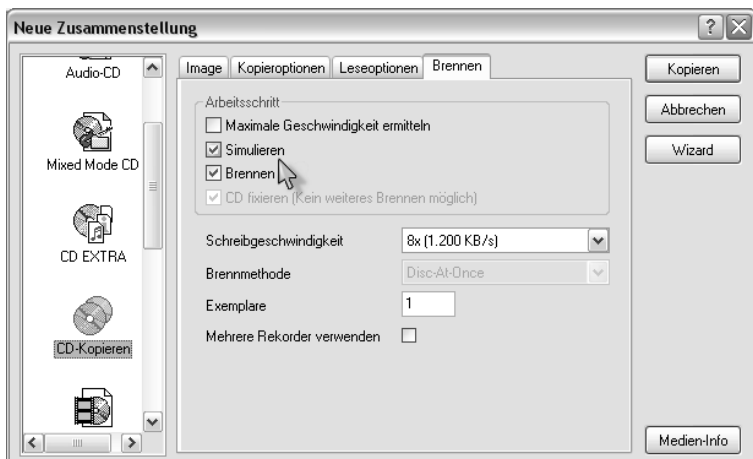 Neue Zusammenstellung
Audio-CD
Mixed Mode CD
CD EXTRA
CD-Kopieren
Image Kopieroptionen Leseoptionen Brennen
Arbeitsschritt
Maximale Geschwindigkeit ermitteln
Simulieren
Brennen
CD fixieren (Kein weiteres Brennen möglich)
Schreibgeschwindigkeit 8x (1.200 KB/s)
Brennmethode Disc-At-Once
Exemplare 1
Mehrere Rekorder verwenden
Kopieren
Abbrechen
Wizard
Medien-Info